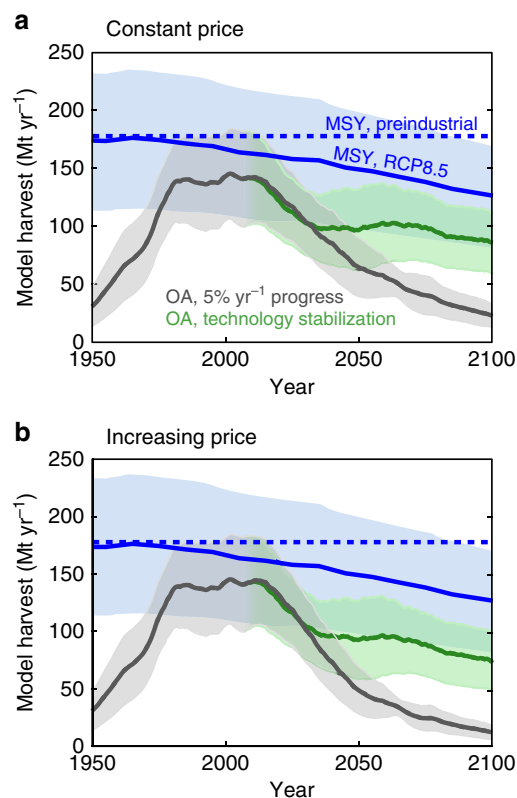 a
Constant price
250
200
150
100
50
0
Model harvest (Mt yr⁻¹)
MSY, preindustrial
MSY, RCP8.5
OA, 5% yr⁻¹ progress
OA, technology stabilization
1950
2000
2050
2100
Year
b
Increasing price
250
200
150
100
50
0
Model harvest (Mt yr⁻¹)
1950
2000
2050
2100
Year